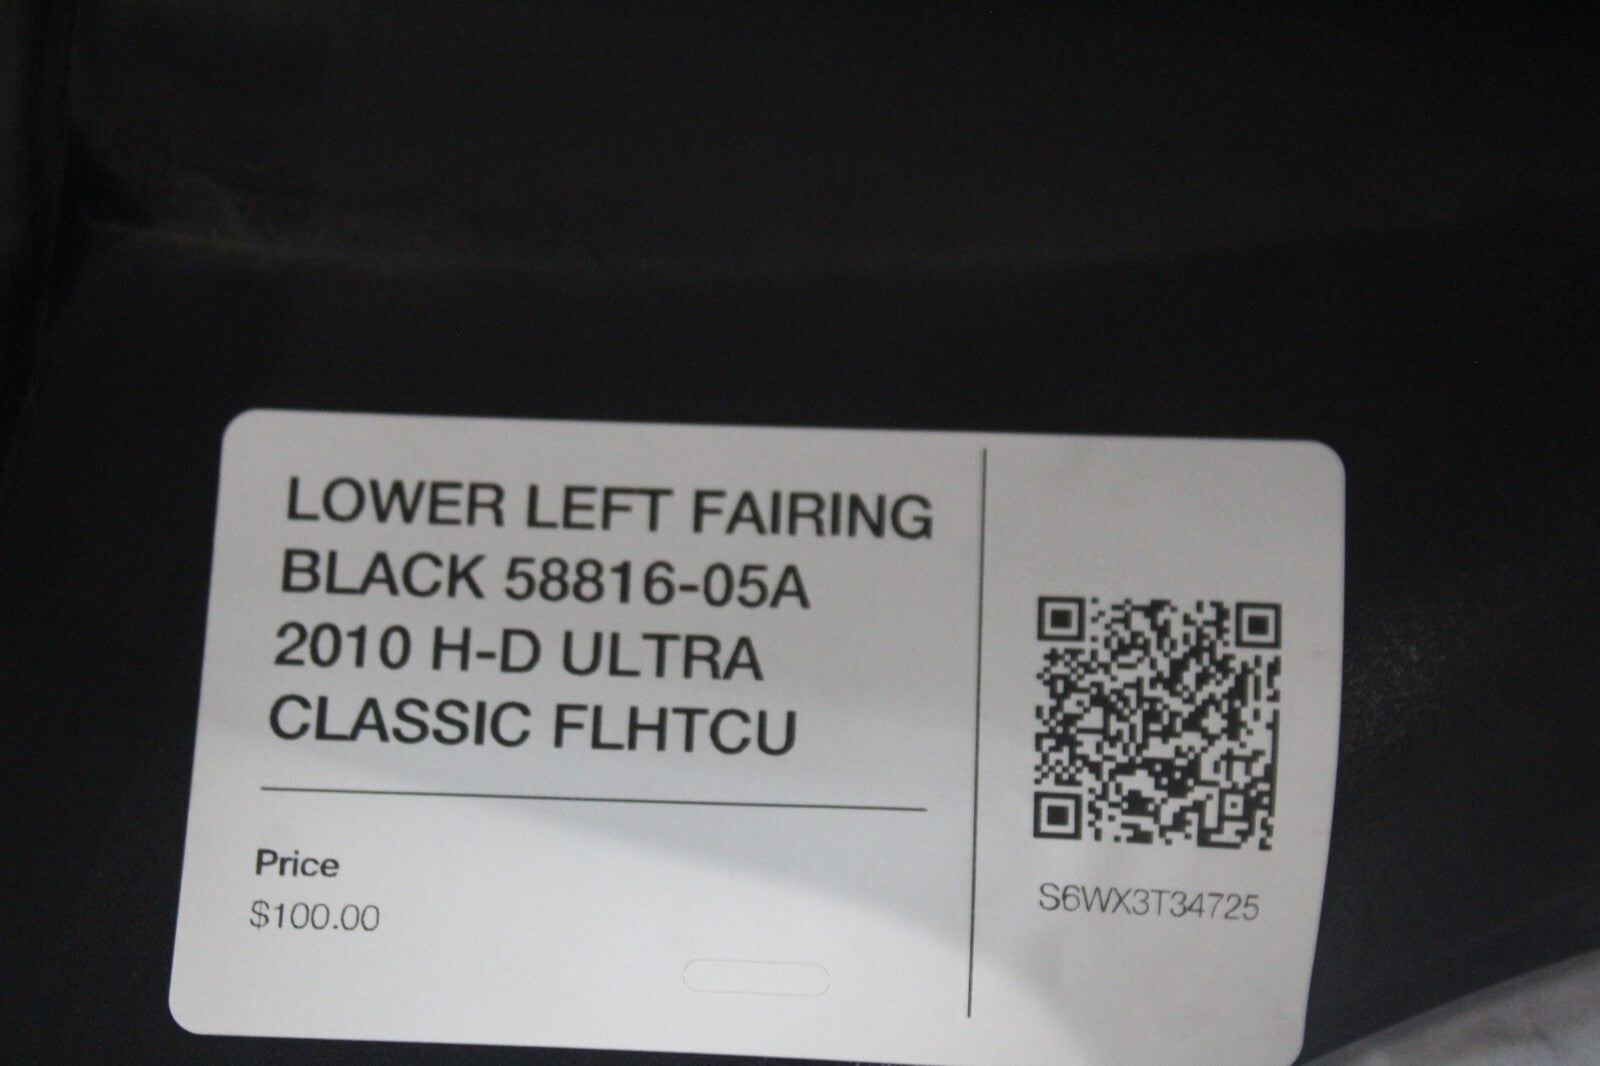 LOWER LEFT FAIRING
BLACK 58816-05A
2010 H-D ULTRA
CLASSIC FLHTCU
Price
$100.00
S6WX3T34725